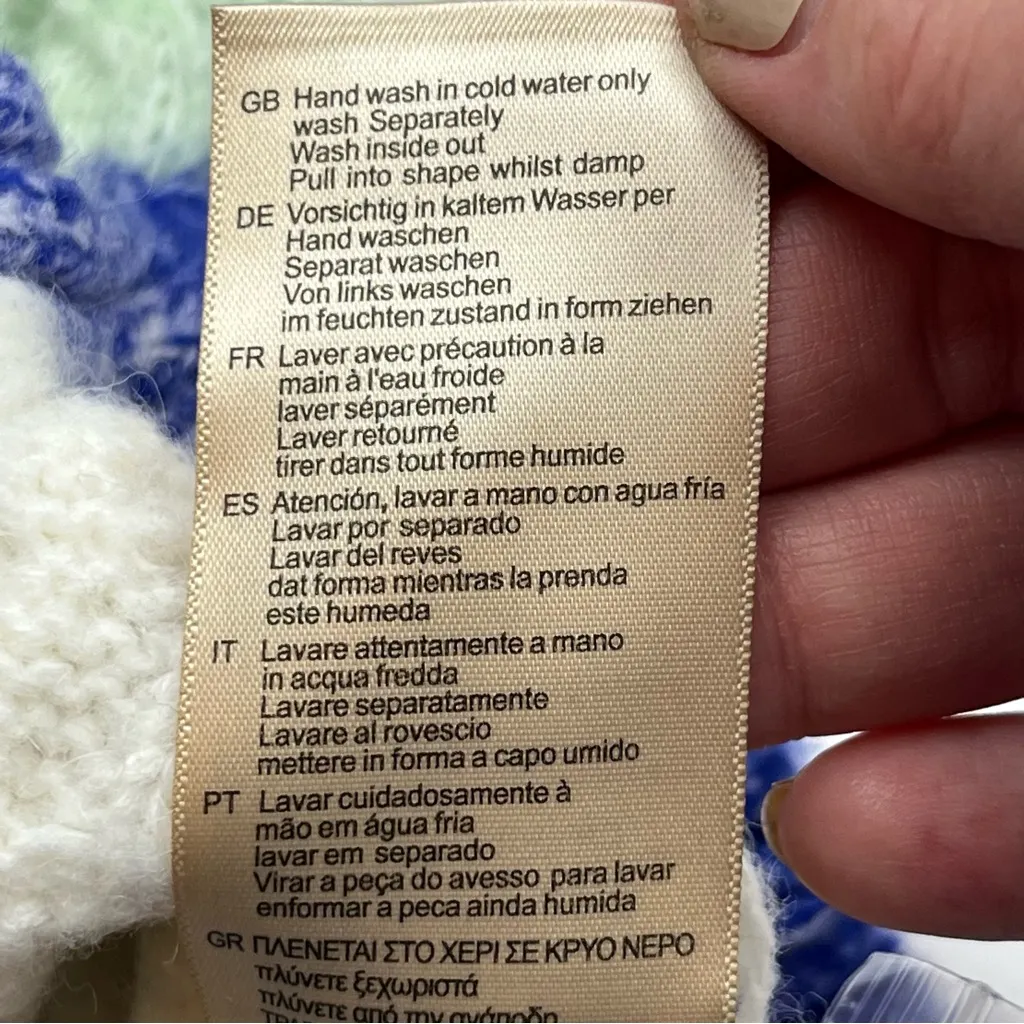 GB Hand wash in cold water only
wash Separately
Wash inside out
Pull into shape whilst damp
DE Vorsichtig in kaltem Wasser per
Hand waschen
Separat waschen
Von links waschen
im feuchten zustand in form ziehen
FR Laver avec précaution à la
main à l'eau froide
laver séparément
Laver retourné
tirer dans tout forme humide
ES Atención, lavar a mano con agua fría
Lavar por separado
Lavar del reves
dat forma mientras la prenda
este humeda
IT Lavare attentamente a mano
in acqua fredda
Lavare separatamente
Lavare al rovescio
mettere in forma a capo umido
PT Lavar cuidadosamente à
mão em água fria
lavar em separado
Virar a peça do avesso para lavar
enformar a peca ainda humida
GR ΠΛΕΝΕΤΑΙ ΣΤΟ ΧΕΡΙ ΣΕ ΚΡΥΟ ΝΕΡΟ
πλύνετε ξεχωριστά
πλύνετε από την ανάποδη